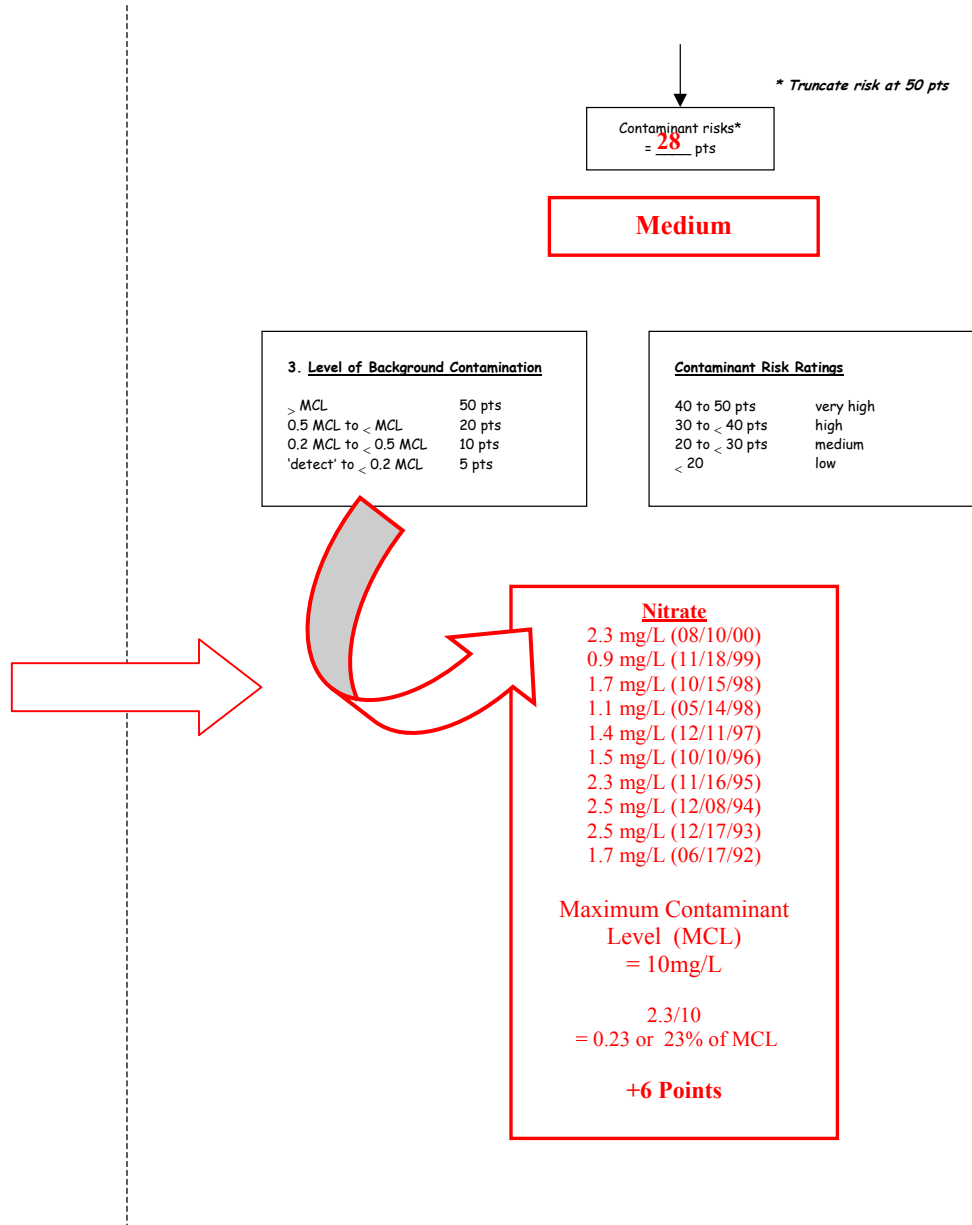 * Truncate risk at 50 pts
Contaminant risks*
= 28 pts
Medium
3. Level of Background Contamination
> MCL 50 pts
0.5 MCL to < MCL 20 pts
0.2 MCL to < 0.5 MCL 10 pts
‘detect’ to < 0.2 MCL 5 pts
Contaminant Risk Ratings
40 to 50 pts very high
30 to < 40 pts high
20 to < 30 pts medium
< 20 low
Nitrate
2.3 mg/L (08/10/00)
0.9 mg/L (11/18/99)
1.7 mg/L (10/15/98)
1.1 mg/L (05/14/98)
1.4 mg/L (12/11/97)
1.5 mg/L (10/10/96)
2.3 mg/L (11/16/95)
2.5 mg/L (12/08/94)
2.5 mg/L (12/17/93)
1.7 mg/L (06/17/92)
Maximum Contaminant
Level (MCL)
= 10mg/L
2.3/10
= 0.23 or 23% of MCL
+6 Points